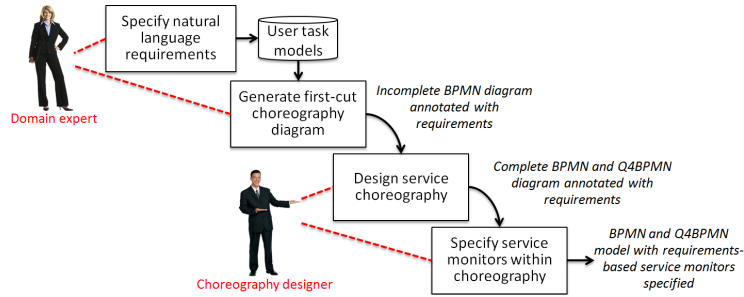 Specify natural
language
requirements
User task
models
Domain expert
Generate first-cut
choreography
diagram
Incomplete BPMN diagram
annotated with
requirements
Design service
choreography
Complete BPMN and Q4BPMN
diagram annotated with
requirements
Choreography designer
Specify service
monitors within
choreography
BPMN and Q4BPMN
model with requirements-
based service monitors
specified